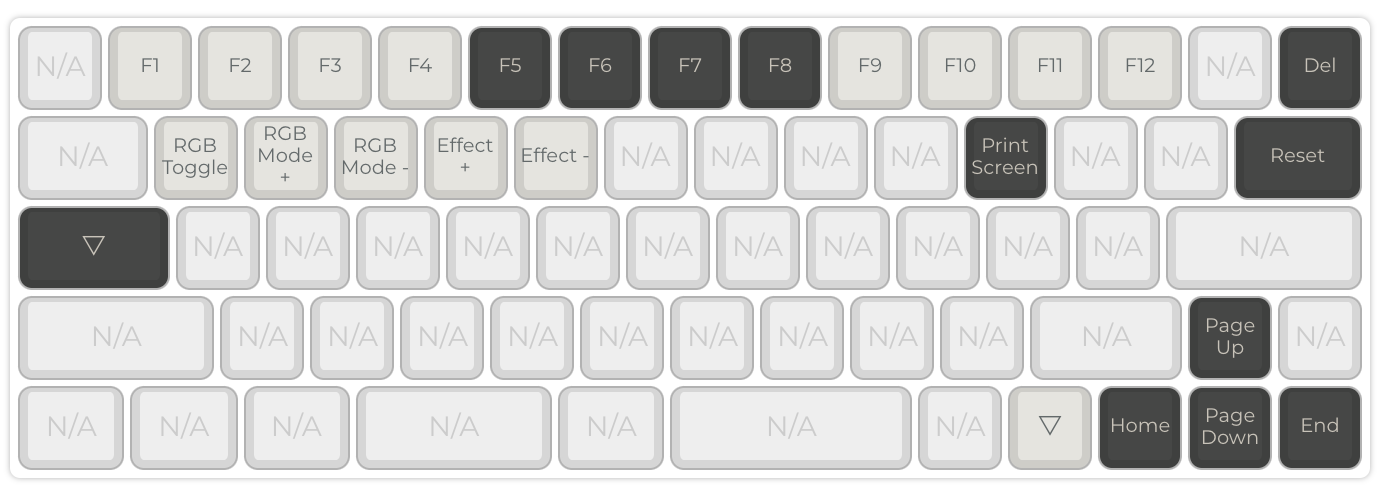 N/A F1 F2 F3 F4 F5 F6 F7 F8 F9 F10 F11 F12 N/A Del
N/A RGB Toggle RGB Mode + RGB Mode - Effect + Effect - N/A N/A N/A N/A Print Screen N/A N/A Reset
▽ N/A N/A N/A N/A N/A N/A N/A N/A N/A N/A N/A N/A
N/A N/A N/A N/A N/A N/A N/A N/A N/A N/A N/A Page Up N/A
N/A N/A N/A N/A N/A N/A N/A ▽ Home Page Down End